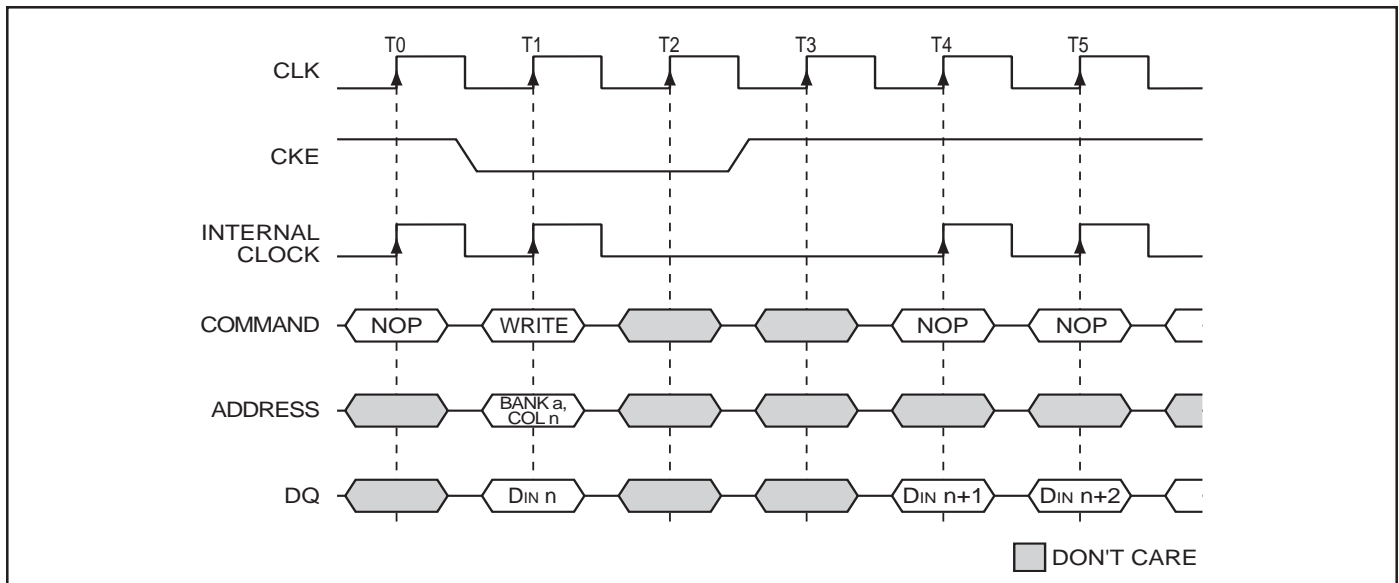 T0 T1 T2 T3 T4 T5
CLK
CKE
INTERNAL
CLOCK
COMMAND NOP WRITE NOP NOP
ADDRESS BANK a,
COL n
DQ DIN n DIN n+1 DIN n+2
DON'T CARE